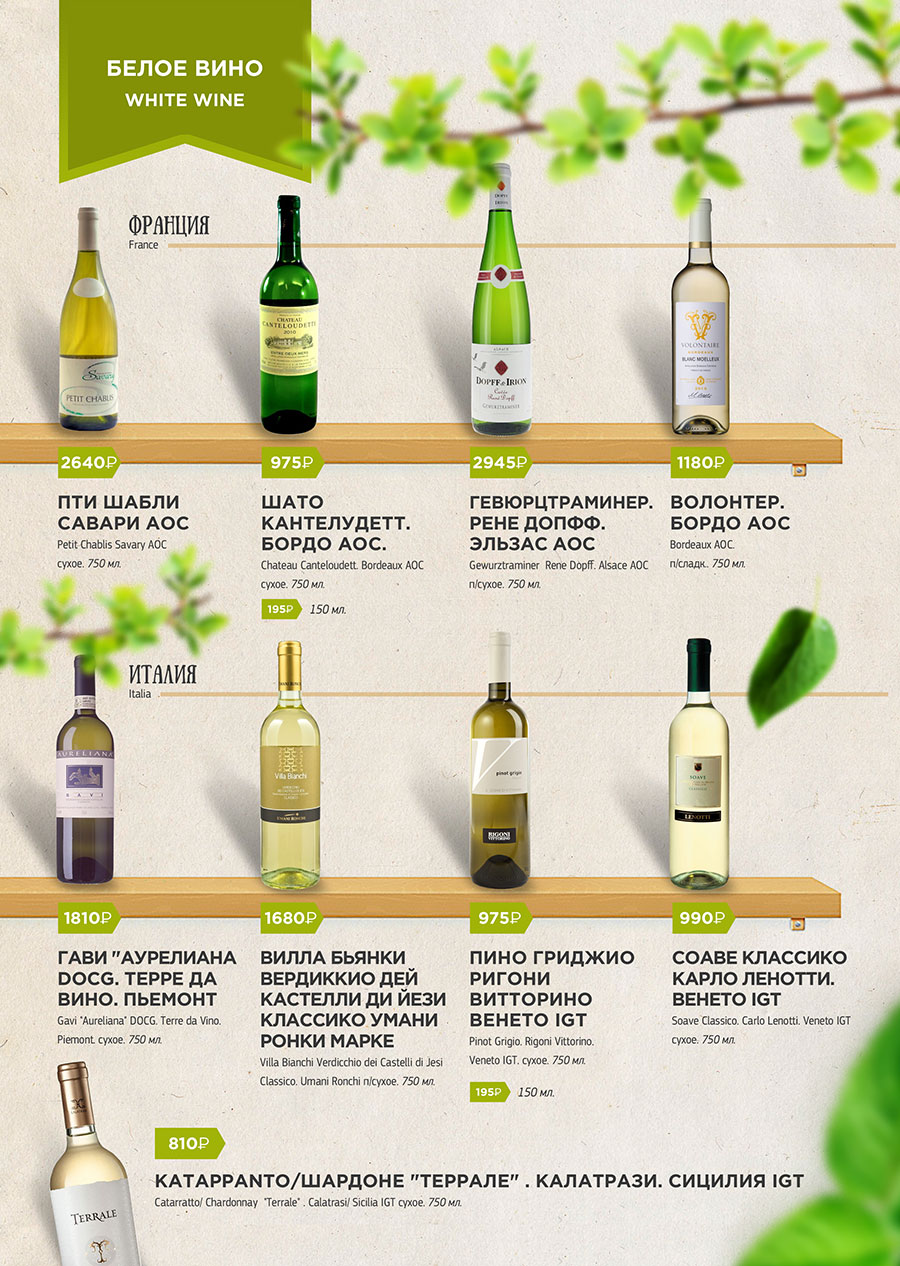 БЕЛОЕ ВИНО
WHITE WINE
ФРАНЦИЯ
France
Savary
PETIT CHABLIS
CHATEAU
CANTELOUDETTE
2010
DOPFF & IRION
Cuvée
René Dopff
GEWURZTRAMINER
VOLONTAIRE
BORDEAUX
BLANC MOELLEUX
2640₽
975₽
2945₽
1180₽
ПТИ ШАБЛИ
САВАРИ АОС
Petit Chablis Savary AOC
сухое. 750 мл.
ШАТО
КАНТЕЛУДЕТТ.
БОРДО АОС.
Chateau Canteloudett. Bordeaux AOC
сухое. 750 мл.
195₽ 150 мл.
ГЕВЮРЦТРАМИНЕР.
РЕНЕ ДОПФФ.
ЭЛЬЗАС АОС
Gewurztraminer Rene Dopff. Alsace AOC
п/сухое. 750 мл.
ВОЛОНТЕР.
БОРДО АОС
Bordeaux AOC.
п/сладк.. 750 мл.
ИТАЛИЯ
Italia
AURELIANA
GAVI
Villa Bianchi
UMANI RONCHI
pinot grigio
RIGONI
VITTORINO
SOAVE
CLASSICO
LENOTTI
1810₽
1680₽
975₽
990₽
ГАВИ "АУРЕЛИАНА
DOCG. ТЕРРЕ ДА
ВИНО. ПЬЕМОНТ
Gavi "Aureliana" DOCG. Terre da Vino.
Piemont. сухое. 750 мл.
ВИЛЛА БЬЯНКИ
ВЕРДИККИО ДЕЙ
КАСТЕЛЛИ ДИ ЙЕЗИ
КЛАССИКО УМАНИ
РОНКИ МАРКЕ
Villa Bianchi Verdicchio dei Castelli di Jesi
Classico. Umani Ronchi п/сухое. 750 мл.
ПИНО ГРИДЖИО
РИГОНИ
ВИТТОРИНО
ВЕНЕТО IGT
Pinot Grigio. Rigoni Vittorino.
Veneto IGT. сухое. 750 мл.
195₽ 150 мл.
СОАВЕ КЛАССИКО
КАРЛО ЛЕНОТТИ.
ВЕНЕТО IGT
Soave Classico. Carlo Lenotti. Veneto IGT
сухое. 750 мл.
TERRALE
810₽
КАТАРРАНТО/ШАРДОНЕ "ТЕРРАЛЕ" . КАЛАТРАЗИ. СИЦИЛИЯ IGT
Catarratto/ Chardonnay "Terrale" . Calatrasi/ Sicilia IGT сухое. 750 мл.